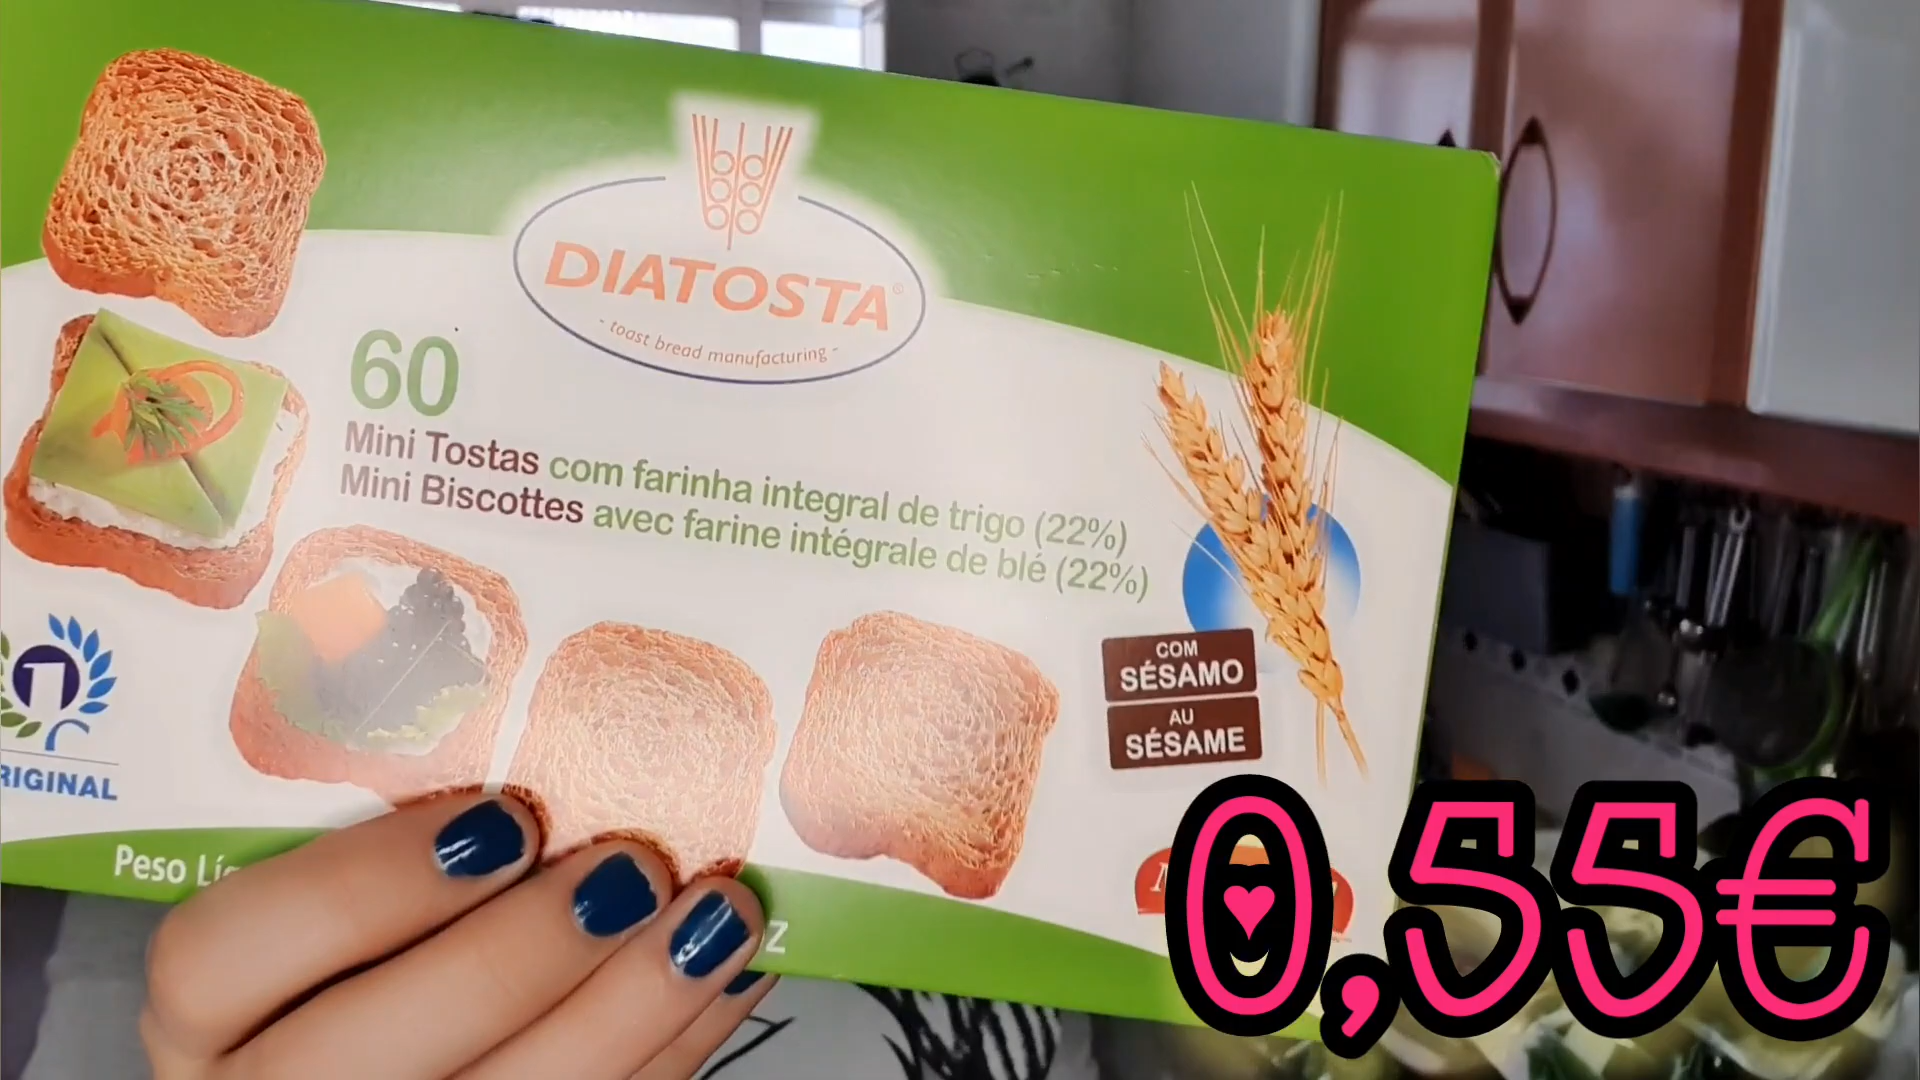 DIATOSTA®
- toast bread manufacturing -
60
Mini Tostas com farinha integral de trigo (22%)
Mini Biscottes avec farine intégrale de blé (22%)
COM
SÉSAMO
AU
SÉSAME
RIGINAL
Peso
0,55€